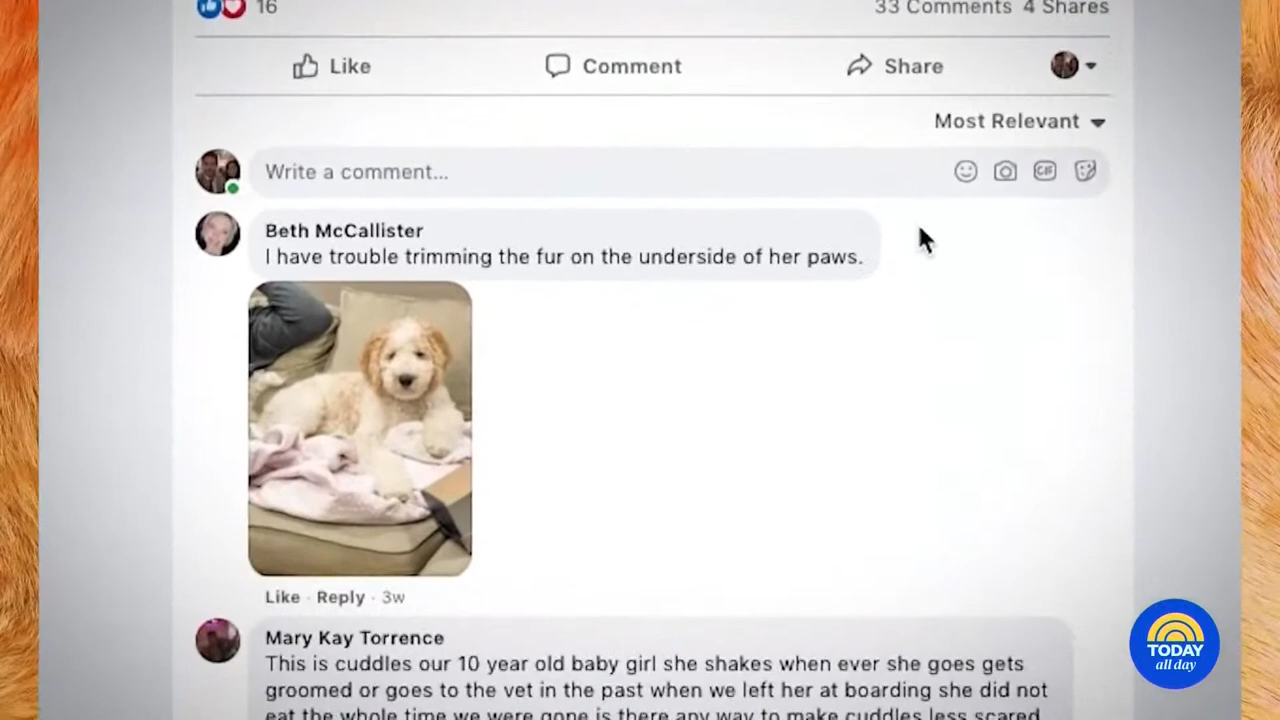 16
33 Comments 4 Shares
Like
Comment
Share
Most Relevant
Write a comment...
GIF
Beth McCallister
I have trouble trimming the fur on the underside of her paws.
Like · Reply · 3w
Mary Kay Torrence
This is cuddles our 10 year old baby girl she shakes when ever she goes gets
groomed or goes to the vet in the past when we left her at boarding she did not
eat the whole time we were gone is there any way to make cuddles less scared
TODAY
all day